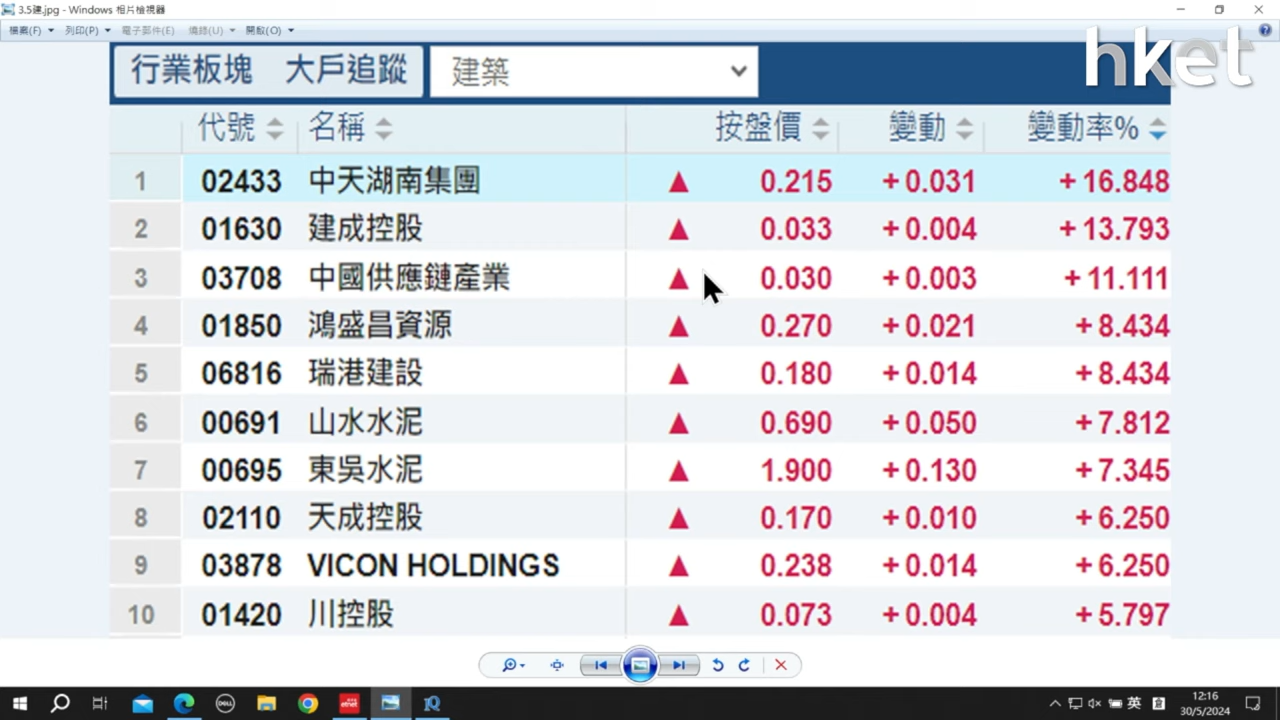 3.5建.jpg - Windows 相片檢視器
檔案(F) 列印(P) 電子郵件(E) 燒錄(U) 開啟(O)
hket
行業板塊 大戶追蹤 建築
代號 名稱 按盤價 變動 變動率%
1 02433 中天湖南集團 ▲ 0.215 +0.031 +16.848
2 01630 建成控股 ▲ 0.033 +0.004 +13.793
3 03708 中國供應鏈產業 ▲ 0.030 +0.003 +11.111
4 01850 鴻盛昌資源 ▲ 0.270 +0.021 +8.434
5 06816 瑞港建設 ▲ 0.180 +0.014 +8.434
6 00691 山水水泥 ▲ 0.690 +0.050 +7.812
7 00695 東吳水泥 ▲ 1.900 +0.130 +7.345
8 02110 天成控股 ▲ 0.170 +0.010 +6.250
9 03878 VICON HOLDINGS ▲ 0.238 +0.014 +6.250
10 01420 川控股 ▲ 0.073 +0.004 +5.797
DELL etnet IQ 英 12:16
30/5/2024